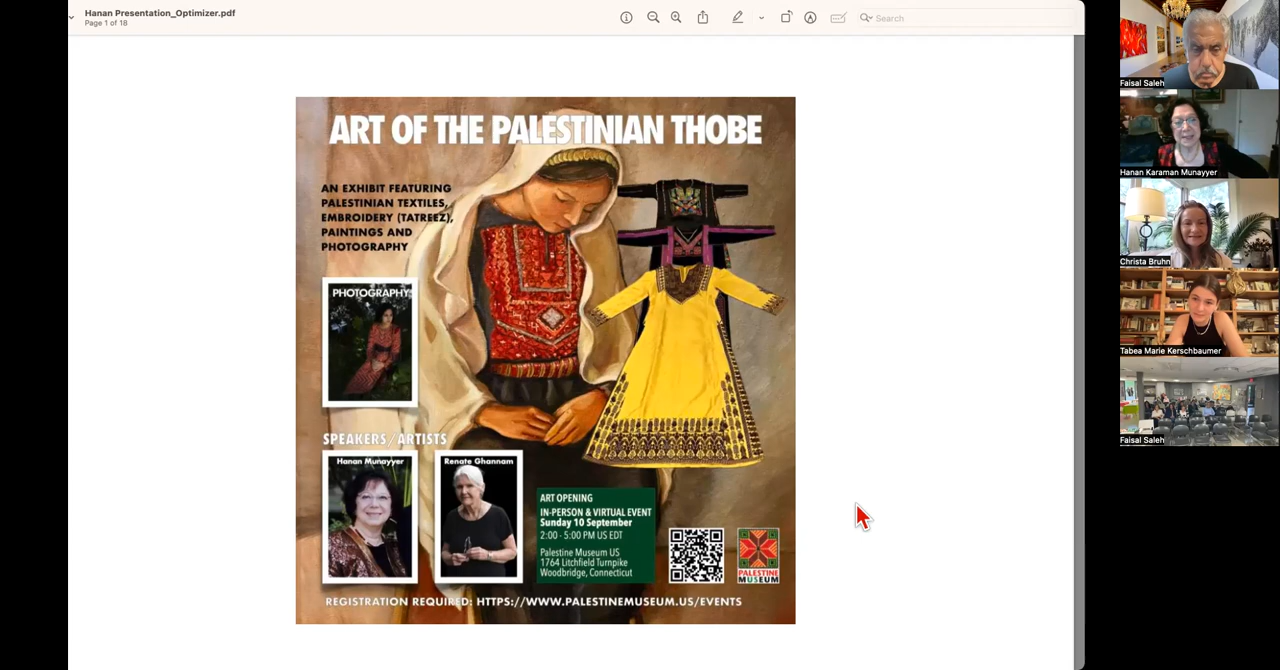 Hanan Presentation_Optimizer.pdf
Page 1 of 18
Search
ART OF THE PALESTINIAN THOBE
AN EXHIBIT FEATURING
PALESTINIAN TEXTILES,
EMBROIDERY (TATREEZ),
PAINTINGS AND
PHOTOGRAPHY
PHOTOGRAPHY
SPEAKERS/ARTISTS
Hanan Munayyer
Renate Ghannam
ART OPENING
IN-PERSON & VIRTUAL EVENT
Sunday 10 September
2:00 - 5:00 PM US EDT
Palestine Museum US
1764 Litchfield Turnpike
Woodbridge, Connecticut
PALESTINE
MUSEUM
REGISTRATION REQUIRED: HTTPS://WWW.PALESTINEMUSEUM.US/EVENTS
Faisal Saleh
Hanan Karaman Munayyer
Christa Bruhn
Tabea Marie Kerschbaumer
Faisal Saleh